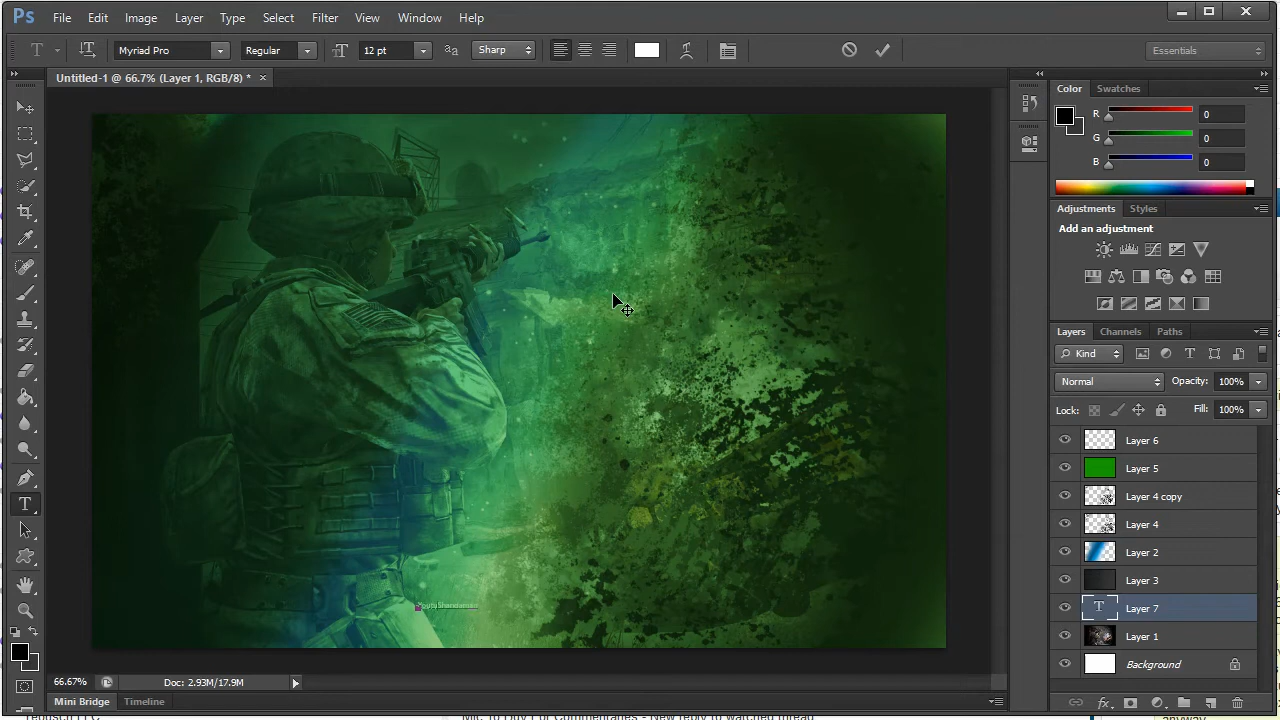 Ps File Edit Image Layer Type Select Filter View Window Help
T Myriad Pro Regular 12 pt Sharp Essentials
Untitled-1 @ 66.7% (Layer 1, RGB/8) * ×
Color Swatches
R 0
G 0
B 0
Adjustments Styles
Add an adjustment
Layers Channels Paths
Kind
Normal Opacity: 100%
Lock: Fill: 100%
Layer 6
Layer 5
Layer 4 copy
Layer 4
Layer 2
Layer 3
Layer 7
Layer 1
Background
66.67% Doc: 2.93M/17.9M
Mini Bridge Timeline
anyway